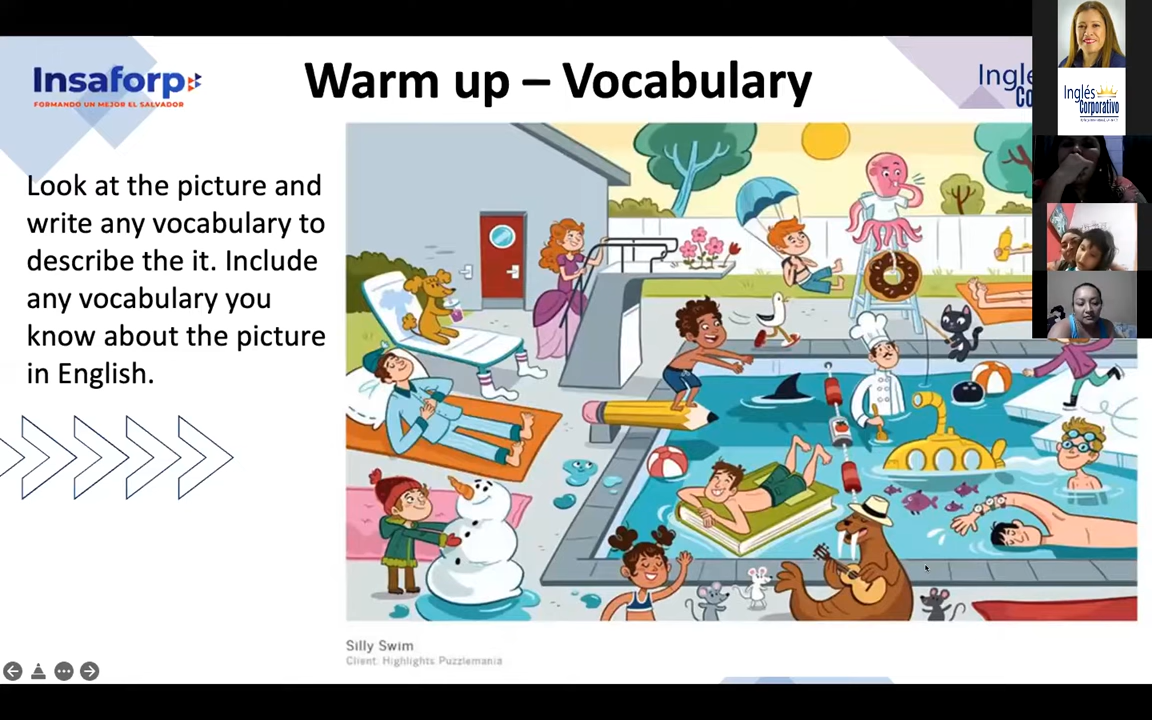 Insaforp
FORMANDO UN MEJOR EL SALVADOR
Warm up – Vocabulary
Inglés
Corporativo
Look at the picture and
write any vocabulary to
describe the it. Include
any vocabulary you
know about the picture
in English.
Silly Swim
Client: Highlights Puzzlemania